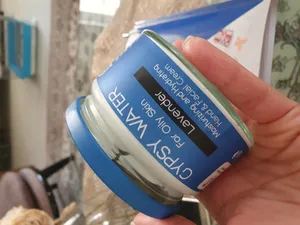 GYPSY WATER
For Oily Skin
Lavender
Moisturizing and Hydrating
Hand & Facial Cream